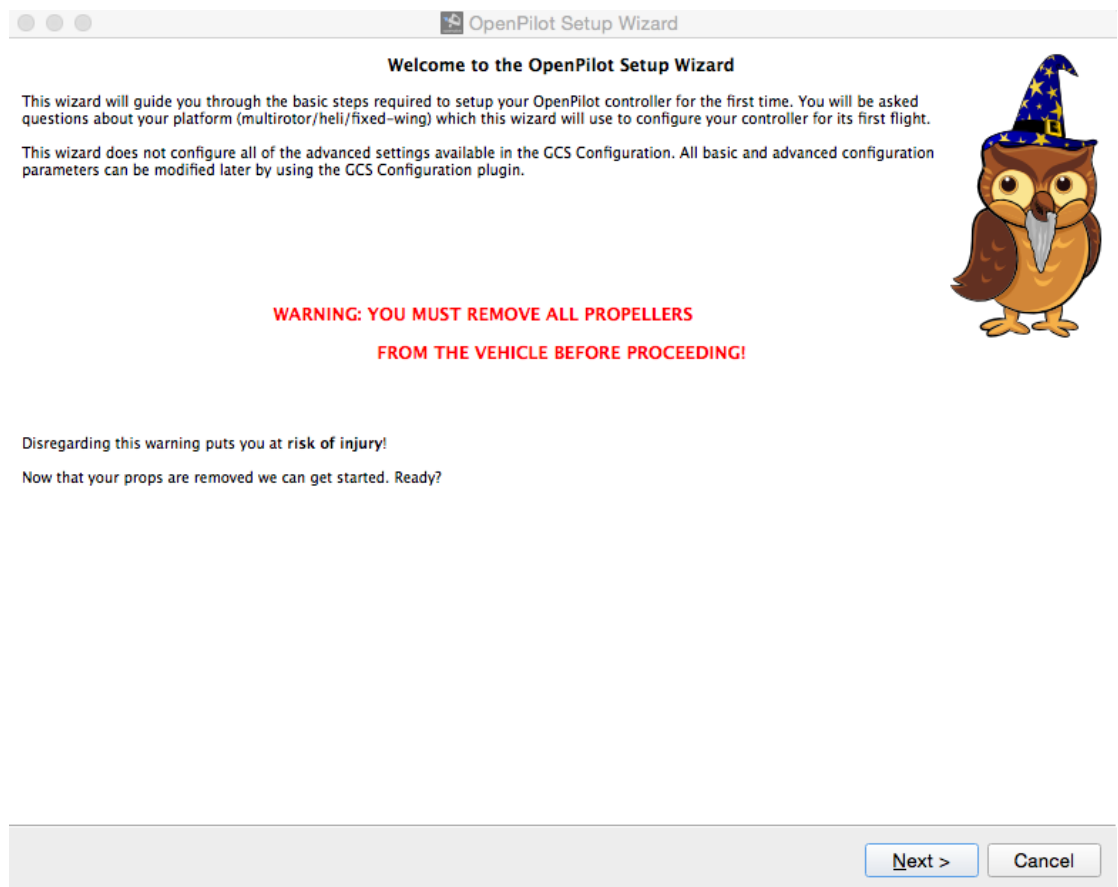 OpenPilot Setup Wizard
Welcome to the OpenPilot Setup Wizard
This wizard will guide you through the basic steps required to setup your OpenPilot controller for the first time. You will be asked
questions about your platform (multirotor/heli/fixed-wing) which this wizard will use to configure your controller for its first flight.
This wizard does not configure all of the advanced settings available in the GCS Configuration. All basic and advanced configuration
parameters can be modified later by using the GCS Configuration plugin.
WARNING: YOU MUST REMOVE ALL PROPELLERS
FROM THE VEHICLE BEFORE PROCEEDING!
Disregarding this warning puts you at risk of injury!
Now that your props are removed we can get started. Ready?
Next >
Cancel